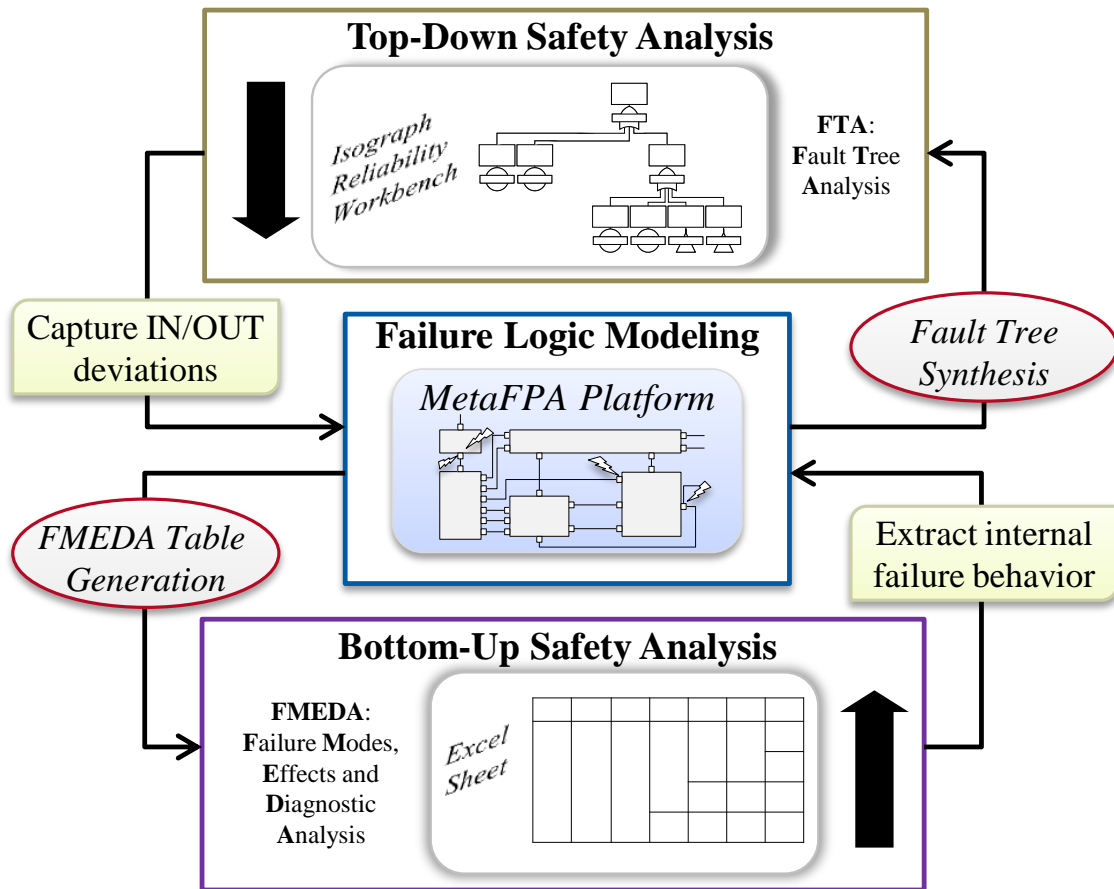 Top-Down Safety Analysis
Isograph
Reliability
Workbench
FTA:
Fault Tree
Analysis
Capture IN/OUT
deviations
Failure Logic Modeling
MetaFPA Platform
Fault Tree
Synthesis
FMEDA Table
Generation
Extract internal
failure behavior
Bottom-Up Safety Analysis
FMEDA:
Failure Modes,
Effects and
Diagnostic
Analysis
Excel
Sheet